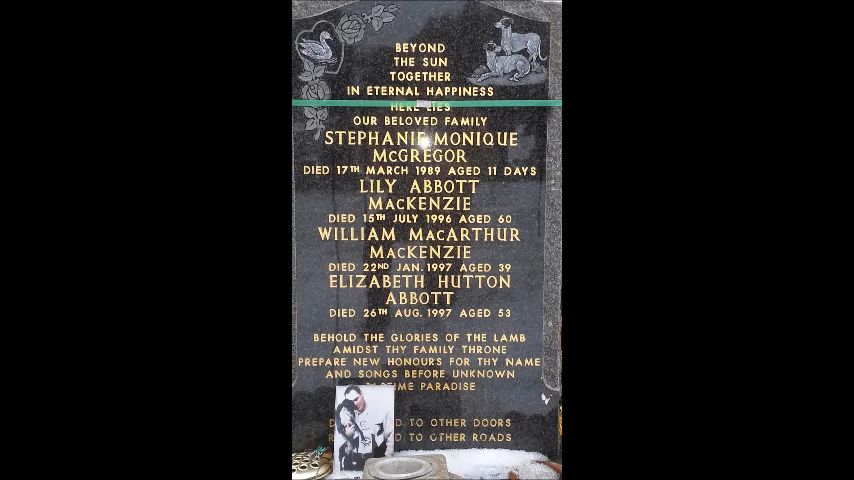 BEYOND
THE SUN
TOGETHER
IN ETERNAL HAPPINESS
HERE LIES
OUR BELOVED FAMILY
STEPHANIE MONIQUE
McGREGOR
DIED 17TH MARCH 1989 AGED 11 DAYS
LILY ABBOTT
MacKENZIE
DIED 15TH JULY 1996 AGED 60
WILLIAM MacARTHUR
MacKENZIE
DIED 22ND JAN. 1997 AGED 39
ELIZABETH HUTTON
ABBOTT
DIED 26TH AUG. 1997 AGED 53
BEHOLD THE GLORIES OF THE LAMB
AMIDST THY FAMILY THRONE
PREPARE NEW HONOURS FOR THY NAME
AND SONGS BEFORE UNKNOWN
PARADISE
TO OTHER DOORS
TO OTHER ROADS